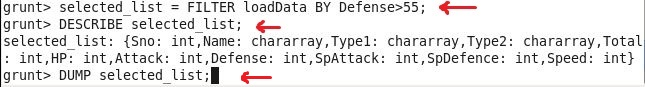 grunt> selected_list = FILTER loadData BY Defense>55;
grunt> DESCRIBE selected_list;
selected_list: {Sno: int,Name: chararray,Type1: chararray,Type2: chararray,Total
: int,HP: int,Attack: int,Defense: int,SpAttack: int,SpDefence: int,Speed: int}
grunt> DUMP selected_list;